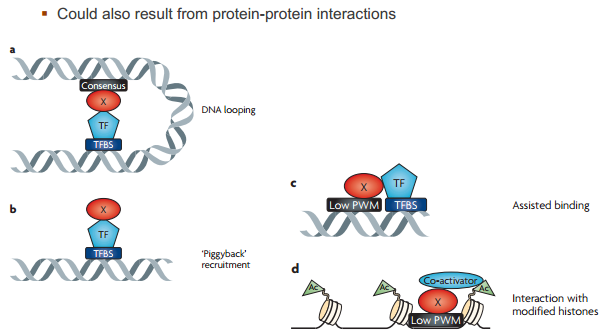 Could also result from protein-protein interactions
a
Consensus
X
TF
TFBS
DNA looping
b
X
TF
TFBS
'Piggyback'
recruitment
c
X
TF
Low PWM
TFBS
Assisted binding
d
Ac
Ac
Co-activator
Ac
X
Low PWM
Interaction with
modified histones